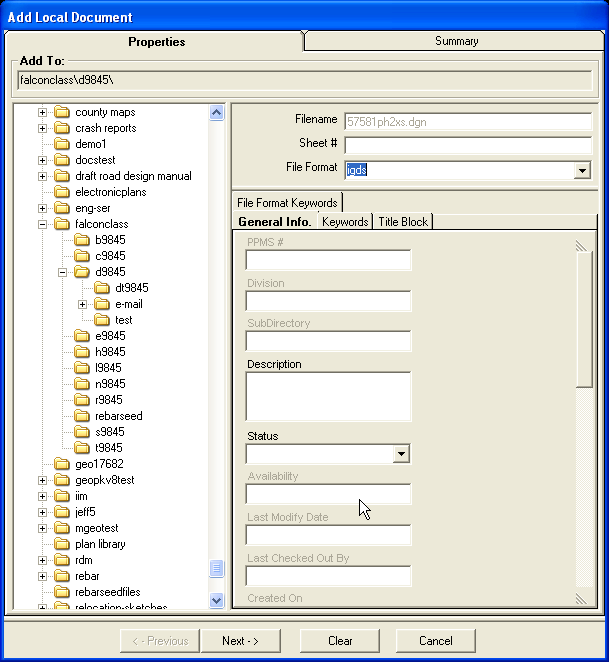 Add Local Document
Properties
Summary
Add To:
falconclass\d9845\
county maps
crash reports
demo1
docstest
draft road design manual
electronicplans
eng-ser
falconclass
b9845
c9845
d9845
dt9845
e-mail
test
e9845
h9845
l9845
n9845
r9845
rebarseed
s9845
t9845
geo17682
geopkv8test
iim
jeff5
mgeotest
plan library
rdm
rebar
rebarseedfiles
relocation-sketches
Filename 57581ph2xs.dgn
Sheet #
File Format igds
File Format Keywords
General Info. Keywords Title Block
PPMS #
Division
SubDirectory
Description
Status
Availability
Last Modify Date
Last Checked Out By
Created On
< - Previous
Next - >
Clear
Cancel